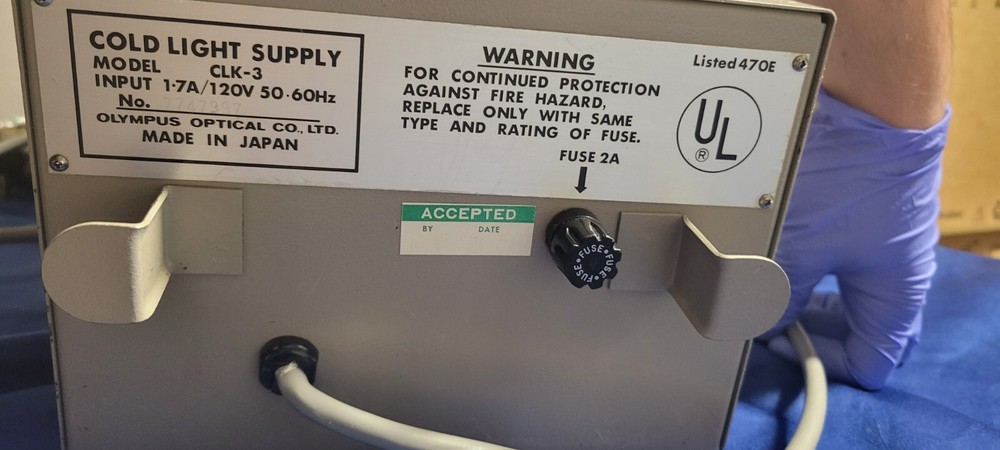 COLD LIGHT SUPPLY
MODEL CLK-3
INPUT 1·7A/120V 50·60Hz
No.
OLYMPUS OPTICAL CO., LTD.
MADE IN JAPAN
WARNING
FOR CONTINUED PROTECTION
AGAINST FIRE HAZARD,
REPLACE ONLY WITH SAME
TYPE AND RATING OF FUSE.
FUSE 2A
Listed 470E
UL
®
ACCEPTED
BY DATE
FUSE•FUSE•FUSE•FUSE•